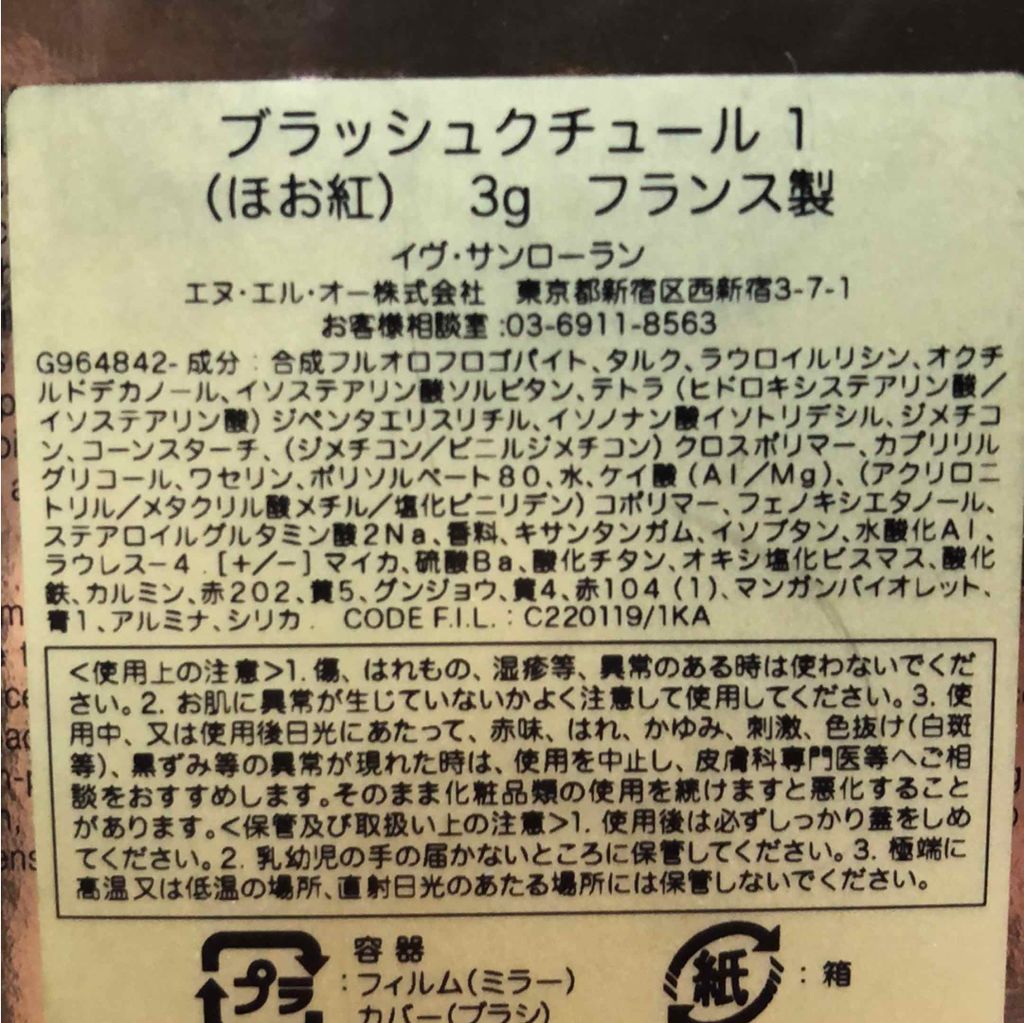 ブラッシュクチュール 1
（ほお紅） 3g フランス製
イヴ・サンローラン
エヌ・エル・オー株式会社 東京都新宿区西新宿3-7-1
お客様相談室:03-6911-8563
G964842- 成分：合成フルオロフロゴパイト、タルク、ラウロイルリシン、オクチ
ルドデカノール、イソステアリン酸ソルビタン、テトラ（ヒドロキシステアリン酸／
イソステアリン酸）ジペンタエリスリチル、イソノナン酸イソトリデシル、ジメチコ
ン、コーンスターチ、（ジメチコン／ビニルジメチコン）クロスポリマー、カプリリル
グリコール、ワセリン、ポリソルベート80、水、ケイ酸（Al／Mg）、（アクリロニ
トリル／メタクリル酸メチル／塩化ビニリデン）コポリマー、フェノキシエタノール、
ステアロイルグルタミン酸2Na、香料、キサンタンガム、イソブタン、水酸化Al、
ラウレス-4．[+/-] マイカ、硫酸Ba、酸化チタン、オキシ塩化ビスマス、酸化
鉄、カルミン、赤202、黄5、グンジョウ、黄4、赤104（1）、マンガンバイオレット、
青1、アルミナ、シリカ． CODE F.I.L. : C220119/1KA
＜使用上の注意＞1. 傷、はれもの、湿疹等、異常のある時は使わないでくだ
さい。2. お肌に異常が生じていないかよく注意して使用してください。3. 使
用中、又は使用後日光にあたって、赤味、はれ、かゆみ、刺激、色抜け(白斑
等)、黒ずみ等の異常が現れた時は、使用を中止し、皮膚科専門医等へご相
談をおすすめします。そのまま化粧品類の使用を続けますと悪化すること
があります。＜保管及び取扱い上の注意＞1. 使用後は必ずしっかり蓋をしめ
てください。2. 乳幼児の手の届かないところに保管してください。3. 極端に
高温又は低温の場所、直射日光のあたる場所には保管しないでください。
プラ
容器
：フィルム（ミラー）
カバー（ブラシ）
紙
：箱